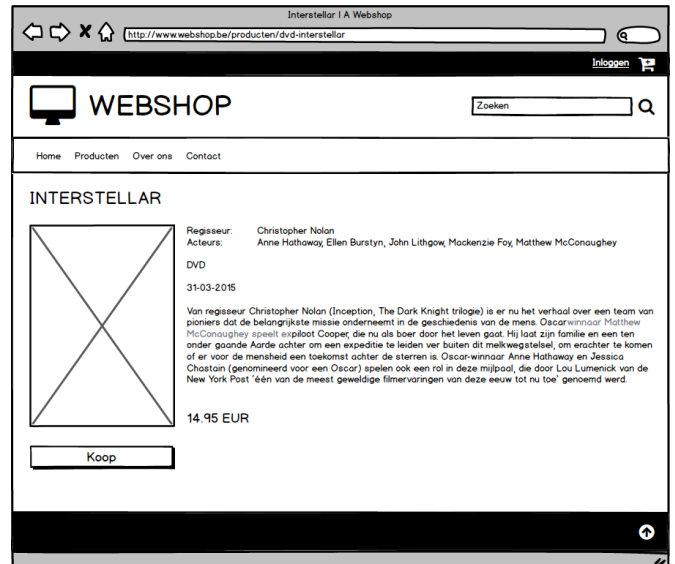 Interstellar | A Webshop
http://www.webshop.be/producten/dvd-interstellar
Inloggen
WEBSHOP
Zoeken
Home Producten Over ons Contact
INTERSTELLAR
Regisseur: Christopher Nolan
Acteurs: Anne Hathaway, Ellen Burstyn, John Lithgow, Mackenzie Foy, Matthew McConaughey
DVD
31-03-2015
Van regisseur Christopher Nolan (Inception, The Dark Knight trilogie) is er nu het verhaal over een team van
pioniers dat de belangrijkste missie onderneemt in de geschiedenis van de mens. Oscarwinnaar Matthew
McConaughey speelt expiloot Cooper, die nu als boer door het leven gaat. Hij laat zijn familie en een ten
onder gaande Aarde achter om een expeditie te leiden ver buiten dit melkwegstelsel, om erachter te komen
of er voor de mensheid een toekomst achter de sterren is. Oscar-winnaar Anne Hathaway en Jessica
Chastain (genomineerd voor een Oscar) spelen ook een rol in deze mijlpaal, die door Lou Lumenick van de
New York Post 'één van de meest geweldige filmervaringen van deze eeuw tot nu toe' genoemd werd.
14.95 EUR
Koop